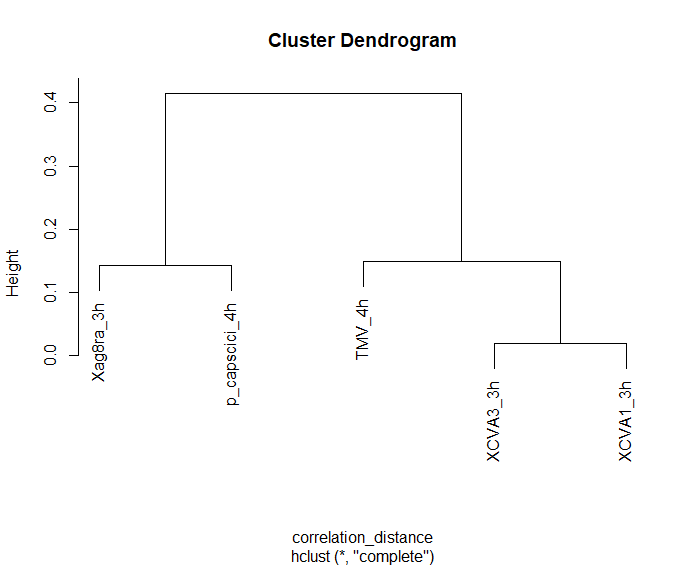 Cluster Dendrogram
Height
0.4
0.3
0.2
0.1
0.0
Xag8ra_3h
p_capscici_4h
TMV_4h
XCVA3_3h
XCVA1_3h
correlation_distance
hclust (*, "complete")